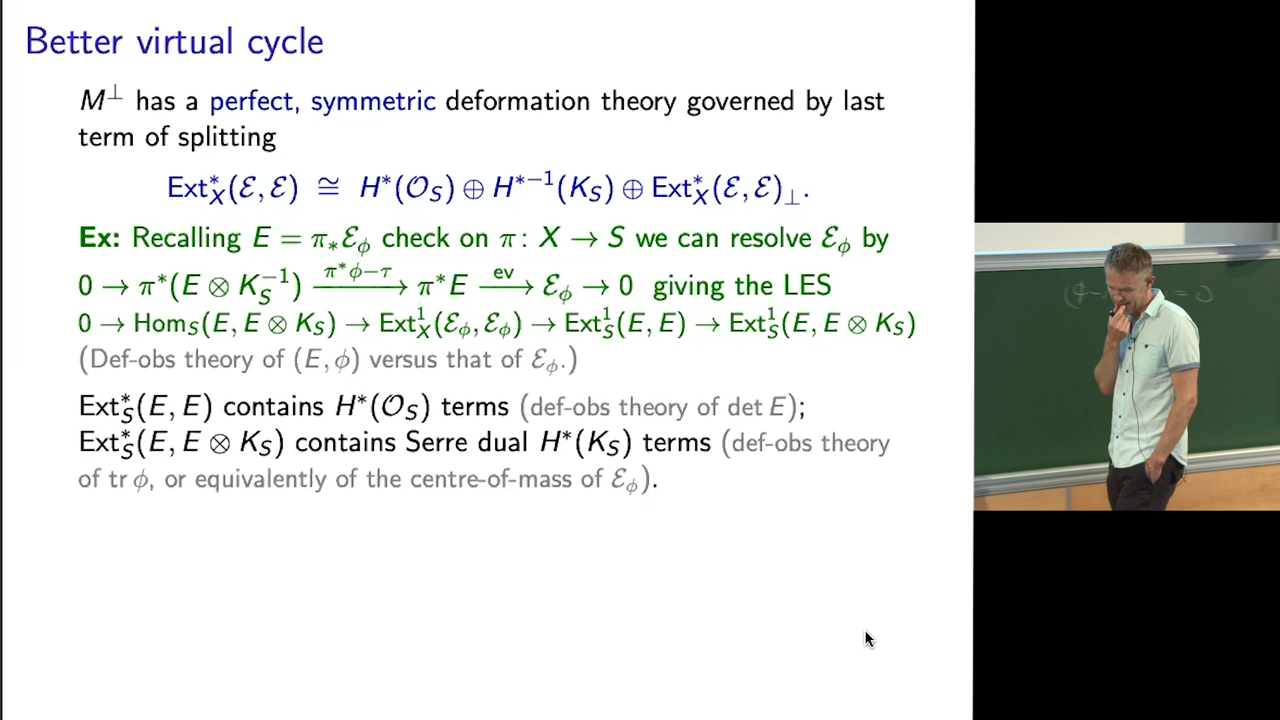 Better virtual cycle
M^⊥ has a perfect, symmetric deformation theory governed by last
term of splitting
Ext*_X(ℰ, ℰ) ≅ H*(𝒪_S) ⊕ H^{*−1}(K_S) ⊕ Ext*_X(ℰ, ℰ)_⊥.
Ex: Recalling E = π_*ℰ_φ check on π: X → S we can resolve ℰ_φ by
0 → π*(E ⊗ K_S^{−1}) —π*φ−τ→ π*E —ev→ ℰ_φ → 0 giving the LES
0 → Hom_S(E, E ⊗ K_S) → Ext^1_X(ℰ_φ, ℰ_φ) → Ext^1_S(E, E) → Ext^1_S(E, E ⊗ K_S)
(Def-obs theory of (E, φ) versus that of ℰ_φ.)
Ext*_S(E, E) contains H*(𝒪_S) terms (def-obs theory of det E);
Ext*_S(E, E ⊗ K_S) contains Serre dual H*(K_S) terms (def-obs theory
of tr φ, or equivalently of the centre-of-mass of ℰ_φ).